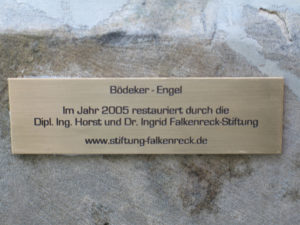 Bödeker - Engel
Im Jahr 2005 restauriert durch die
Dipl. Ing. Horst und Dr. Ingrid Falkenreck-Stiftung
www.stiftung-falkenreck.de